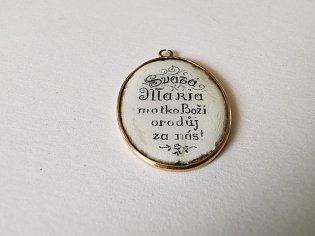 Svatá
Maria
matko Boží
oroduj
za nás!